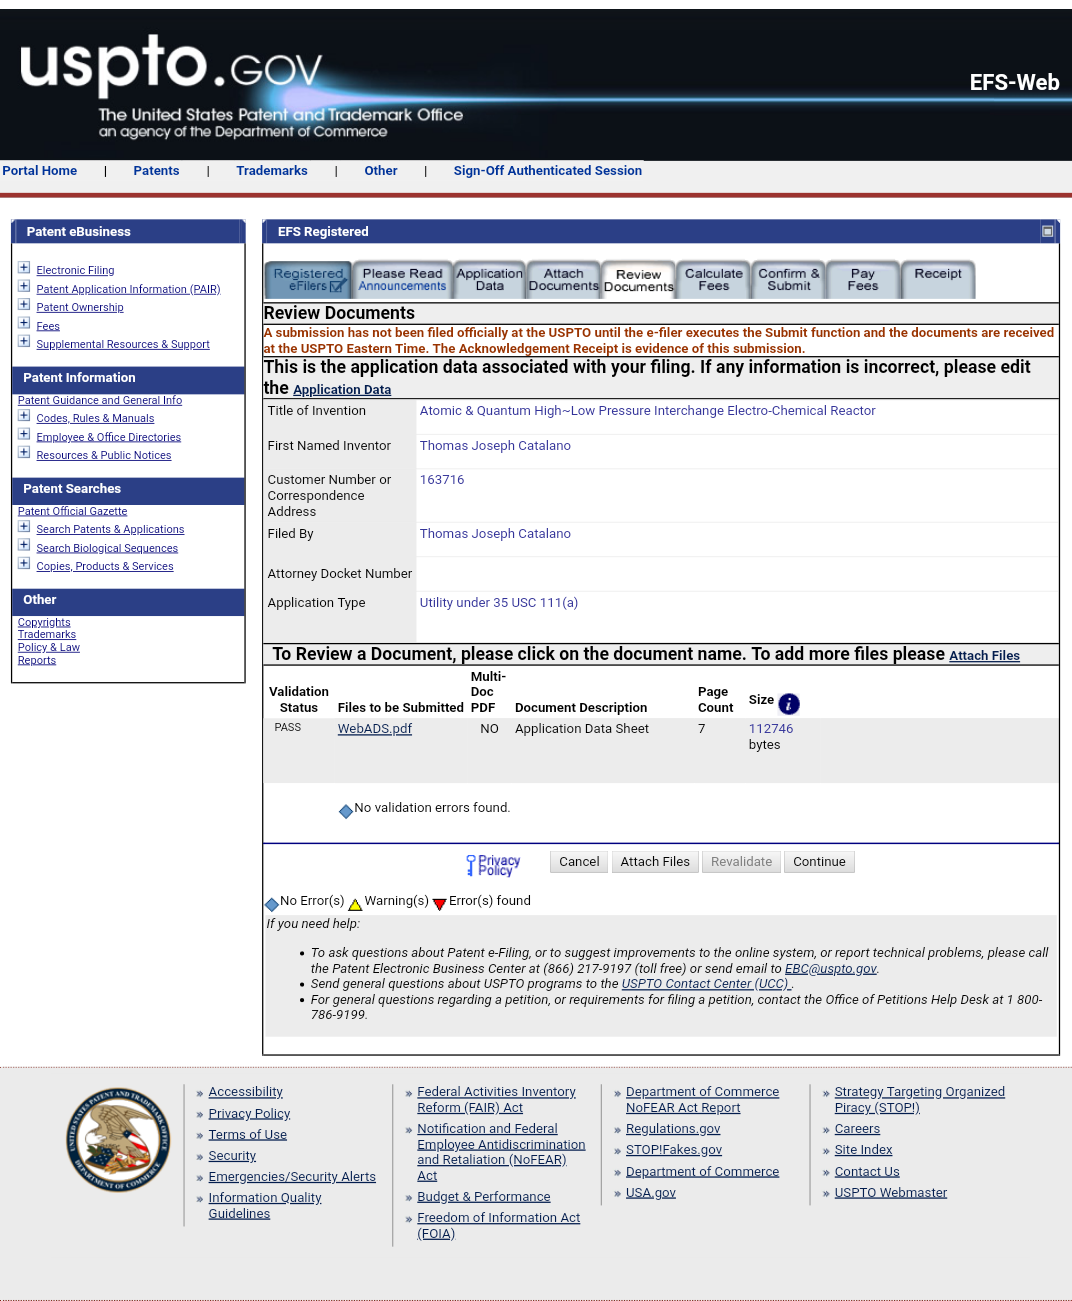 uspto.GOV
The United States Patent and Trademark Office
an agency of the Department of Commerce
EFS-Web
Portal Home | Patents | Trademarks | Other | Sign-Off Authenticated Session
Patent eBusiness
Electronic Filing
Patent Application Information (PAIR)
Patent Ownership
Fees
Supplemental Resources & Support
Patent Information
Patent Guidance and General Info
Codes, Rules & Manuals
Employee & Office Directories
Resources & Public Notices
Patent Searches
Patent Official Gazette
Search Patents & Applications
Search Biological Sequences
Copies, Products & Services
Other
Copyrights
Trademarks
Policy & Law
Reports
EFS Registered
Registered eFilers
Please Read Announcements
Application Data
Attach Documents
Review Documents
Calculate Fees
Confirm & Submit
Pay Fees
Receipt
Review Documents
A submission has not been filed officially at the USPTO until the e-filer executes the Submit function and the documents are received
at the USPTO Eastern Time. The Acknowledgement Receipt is evidence of this submission.
This is the application data associated with your filing. If any information is incorrect, please edit
the Application Data
Title of Invention Atomic & Quantum High~Low Pressure Interchange Electro-Chemical Reactor
First Named Inventor Thomas Joseph Catalano
Customer Number or 163716
Correspondence
Address
Filed By Thomas Joseph Catalano
Attorney Docket Number
Application Type Utility under 35 USC 111(a)
To Review a Document, please click on the document name. To add more files please Attach Files
Validation Status
Files to be Submitted
Multi-Doc PDF
Document Description
Page Count
Size i
PASS WebADS.pdf NO Application Data Sheet 7 112746
bytes
No validation errors found.
Privacy
Policy
Cancel Attach Files Revalidate Continue
No Error(s) Warning(s) Error(s) found
If you need help:
• To ask questions about Patent e-Filing, or to suggest improvements to the online system, or report technical problems, please call
the Patent Electronic Business Center at (866) 217-9197 (toll free) or send email to EBC@uspto.gov.
• Send general questions about USPTO programs to the USPTO Contact Center (UCC) .
• For general questions regarding a petition, or requirements for filing a petition, contact the Office of Petitions Help Desk at 1 800-
786-9199.
UNITED STATES PATENT AND TRADEMARK OFFICE
DEPARTMENT OF COMMERCE
» Accessibility
» Privacy Policy
» Terms of Use
» Security
» Emergencies/Security Alerts
» Information Quality
Guidelines
» Federal Activities Inventory
Reform (FAIR) Act
» Notification and Federal
Employee Antidiscrimination
and Retaliation (NoFEAR)
Act
» Budget & Performance
» Freedom of Information Act
(FOIA)
» Department of Commerce
NoFEAR Act Report
» Regulations.gov
» STOP!Fakes.gov
» Department of Commerce
» USA.gov
» Strategy Targeting Organized
Piracy (STOP!)
» Careers
» Site Index
» Contact Us
» USPTO Webmaster